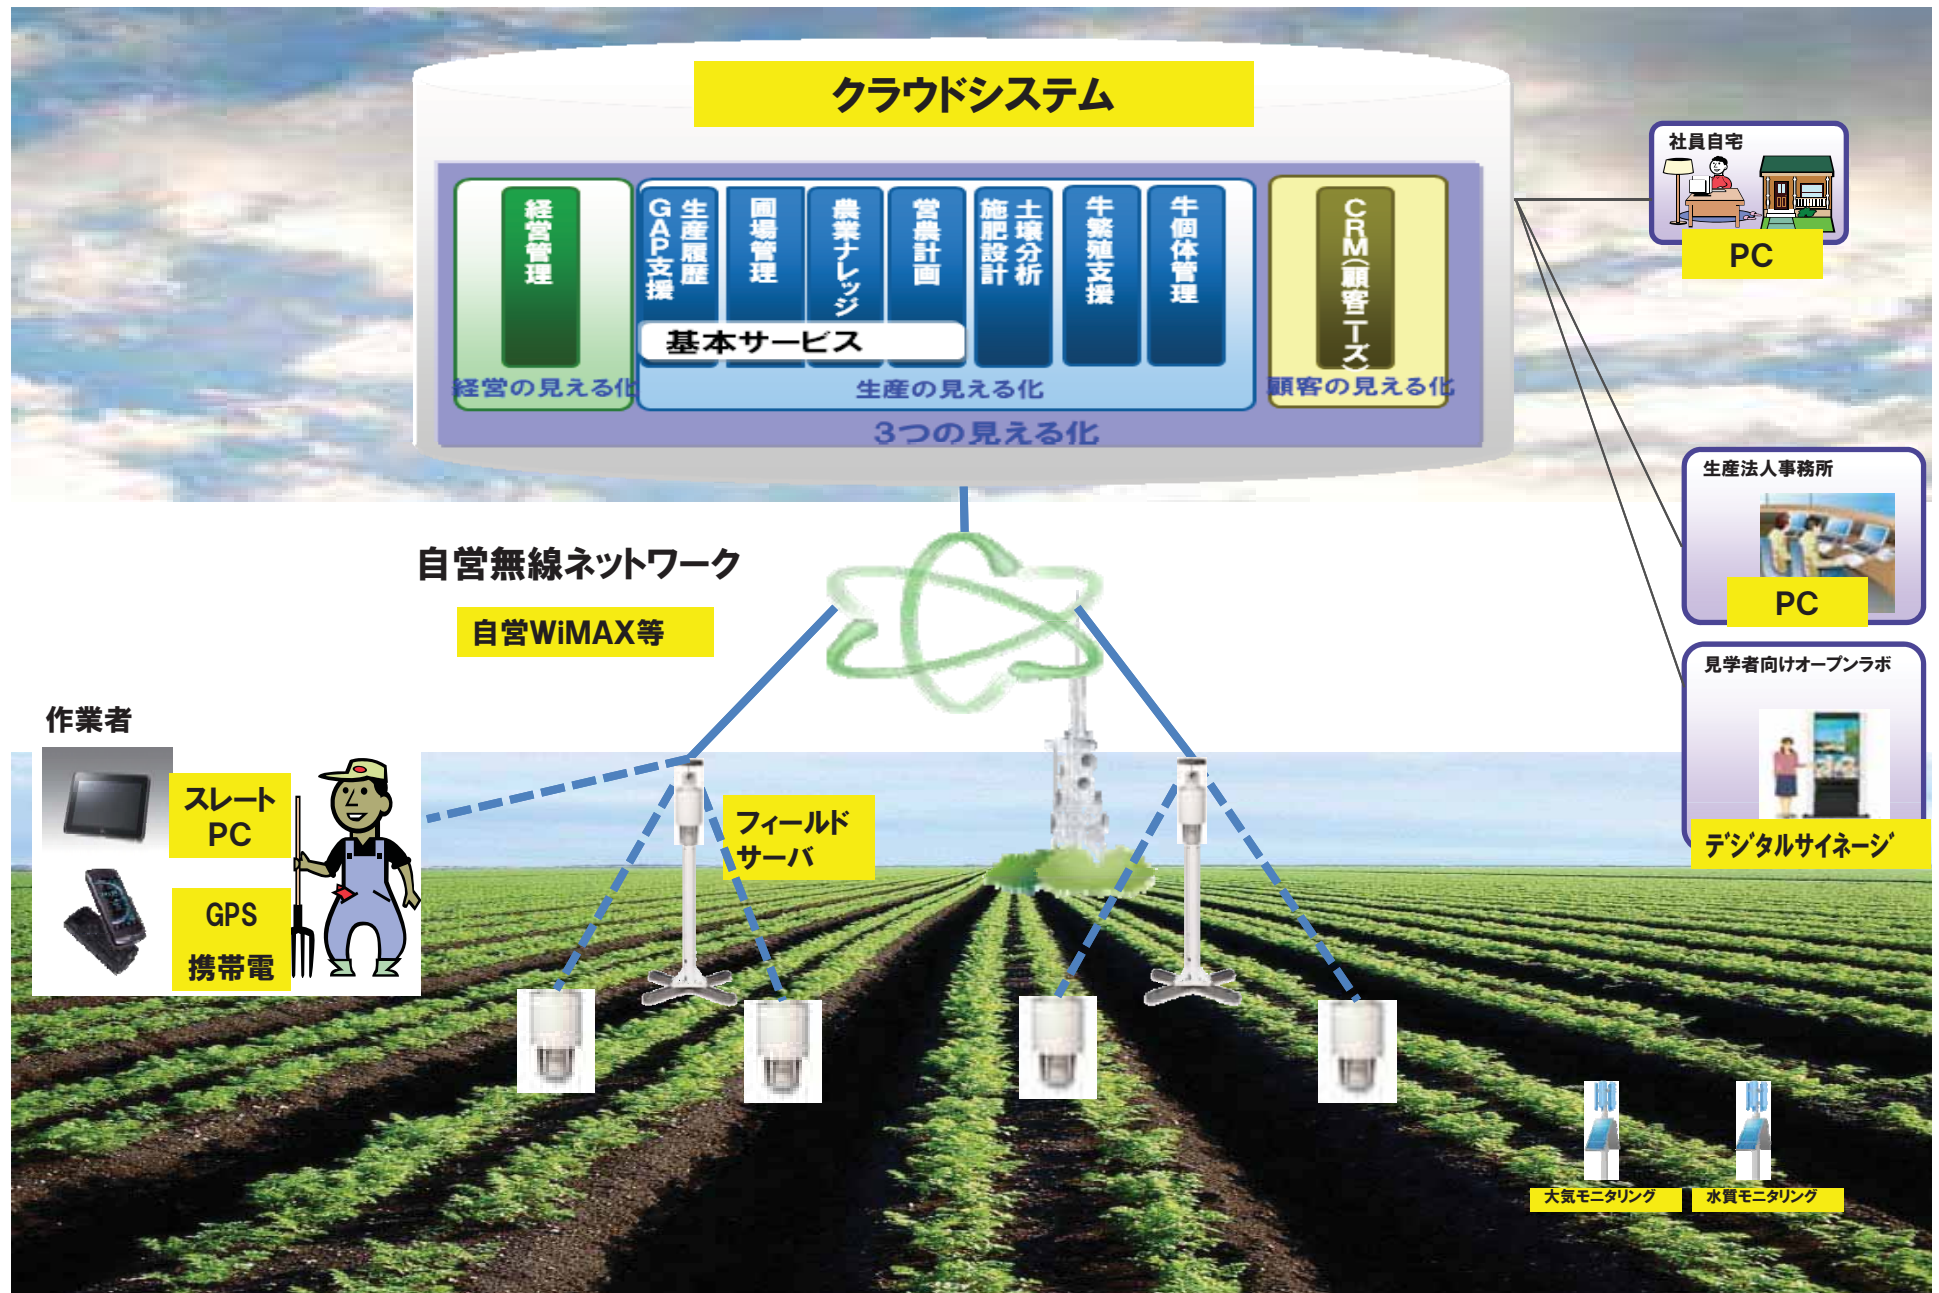 クラウドシステム
経営管理
生産履歴
GAP支援
圃場管理
農業ナレッジ
営農計画
土壌分析
施肥設計
牛繁殖支援
牛個体管理
CRM(顧客ニーズ)
基本サービス
経営の見える化
生産の見える化
顧客の見える化
3つの見える化
社員自宅
PC
生産法人事務所
PC
見学者向けオープンラボ
デジタルサイネージ
自営無線ネットワーク
自営WiMAX等
作業者
スレート
PC
GPS
携帯電
フィールド
サーバ
大気モニタリング
水質モニタリング